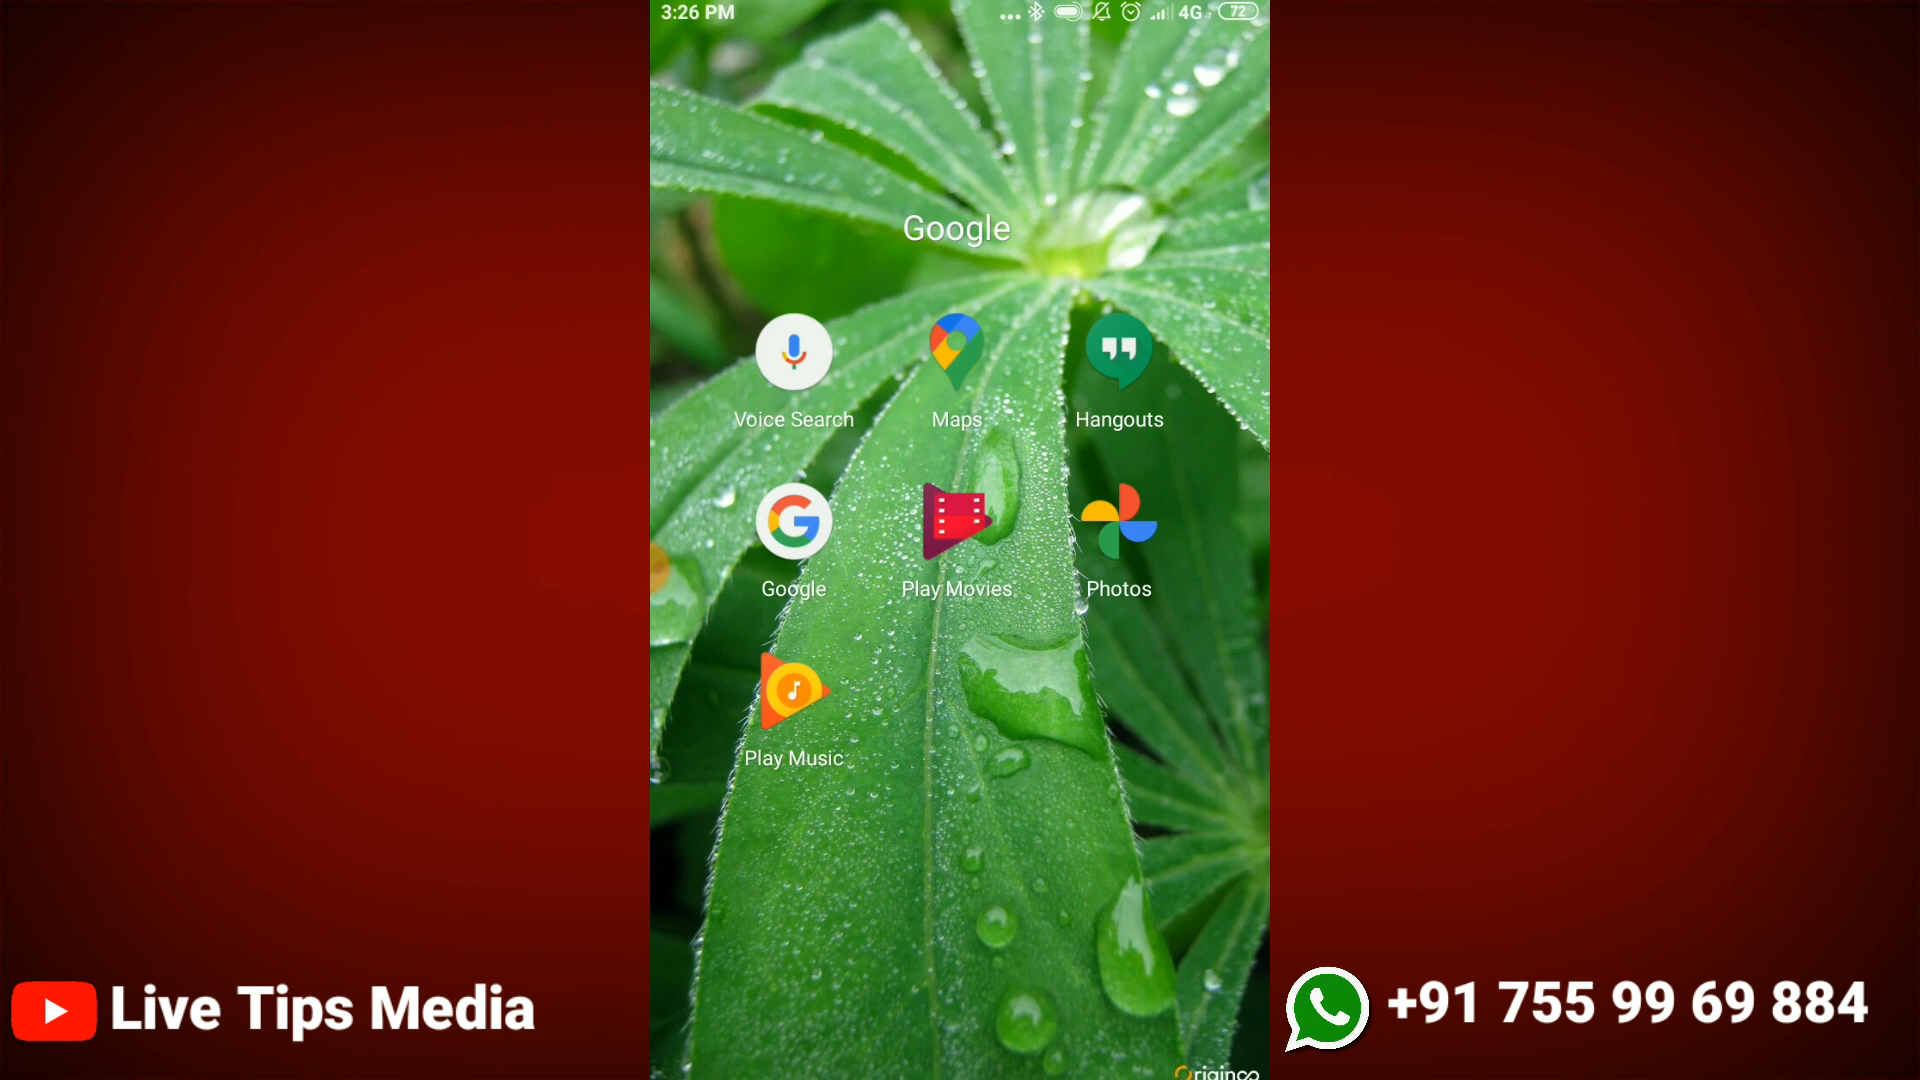 3:26 PM
4G
72
Google
Voice Search
Maps
Hangouts
Google
Play Movies
Photos
Play Music
Live Tips Media
+91 755 99 69 884